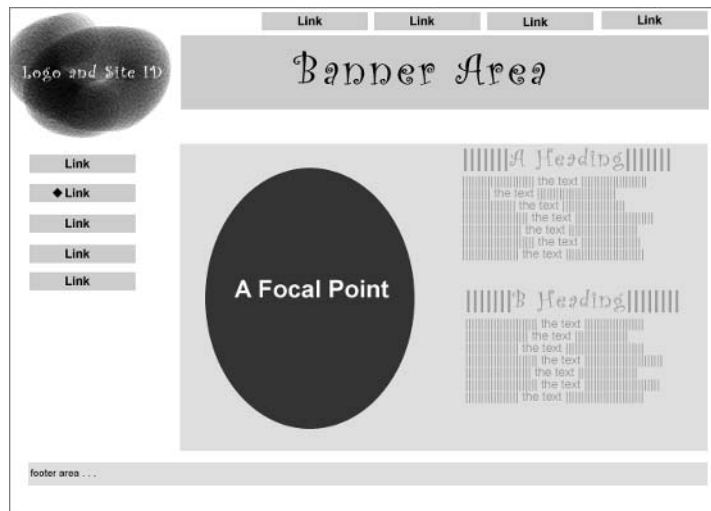 Link Link Link Link
Logo and Site ID
Banner Area
Link
◆ Link
Link
Link
Link
A Focal Point
A Heading
the text
the text
the text
the text
the text
the text
the text
B Heading
the text
the text
the text
the text
the text
the text
the text
footer area . . .